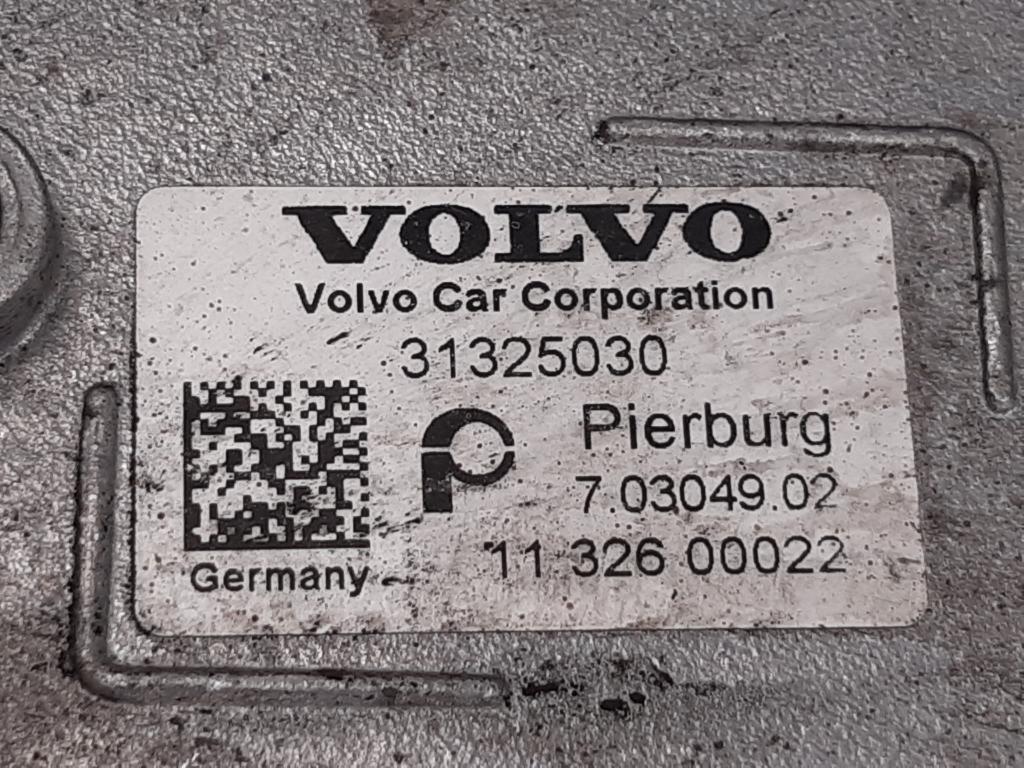 VOLVO
Volvo Car Corporation
31325030
Pierburg
7.03049.02
11 326 00022
Germany